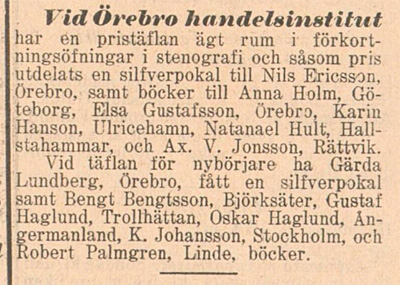 Vid Örebro handelsinstitut
har en pristäflan ägt rum i förkort-
ningsöfningar i stenografi och såsom pris
utdelats en silfverpokal till Nils Ericsson,
Örebro, samt böcker till Anna Holm, Gö-
teborg, Elsa Gustafsson, Örebro, Karin
Hanson, Ulricehamn, Natanael Hult, Hall-
stahammar, och Ax. V. Jonsson, Rättvik.
Vid täflan för nybörjare ha Gärda
Lundberg, Örebro, fått en silfverpokal
samt Bengt Bengtsson, Björksäter, Gustaf
Haglund, Trollhättan, Oskar Haglund, Ån-
germanland, K. Johansson, Stockholm, och
Robert Palmgren, Linde, böcker.